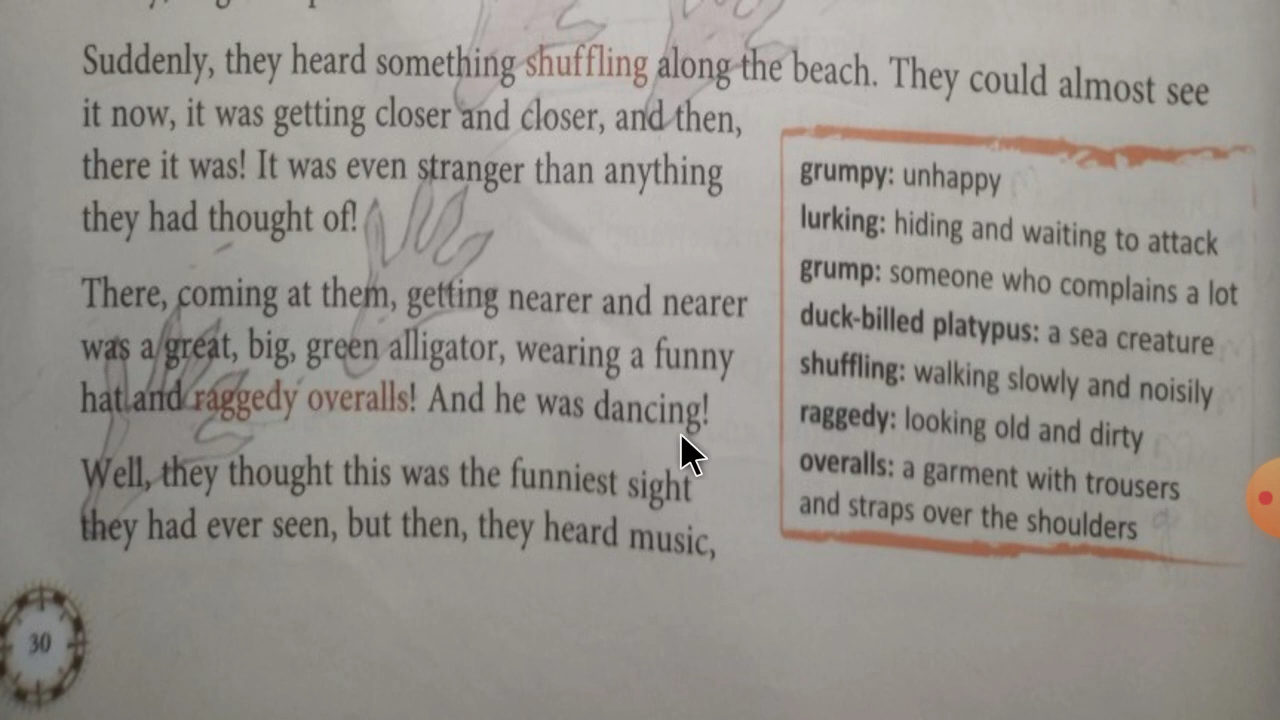 Suddenly, they heard something shuffling along the beach. They could almost see
it now, it was getting closer and closer, and then,
there it was! It was even stranger than anything
they had thought of!
There, coming at them, getting nearer and nearer
was a great, big, green alligator, wearing a funny
hat and raggedy overalls! And he was dancing!
Well, they thought this was the funniest sight
they had ever seen, but then, they heard music,
grumpy: unhappy
lurking: hiding and waiting to attack
grump: someone who complains a lot
duck-billed platypus: a sea creature
shuffling: walking slowly and noisily
raggedy: looking old and dirty
overalls: a garment with trousers
and straps over the shoulders
30